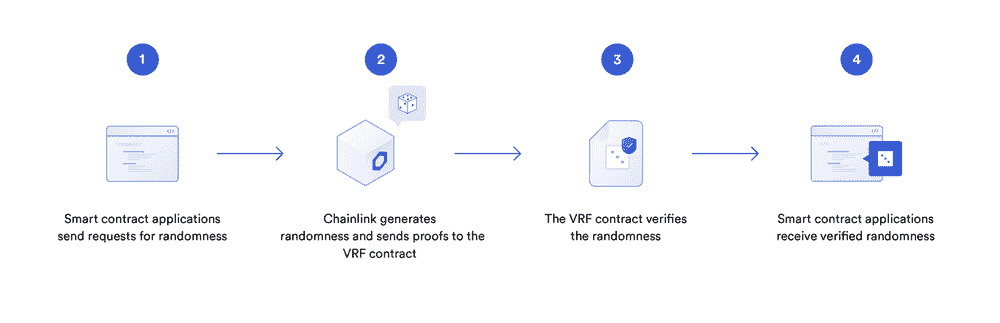 1
2
3
4
Smart contract applications
send requests for randomness
Chainlink generates
randomness and sends proofs to the
VRF contract
The VRF contract verifies
the randomness
Smart contract applications
receive verified randomness